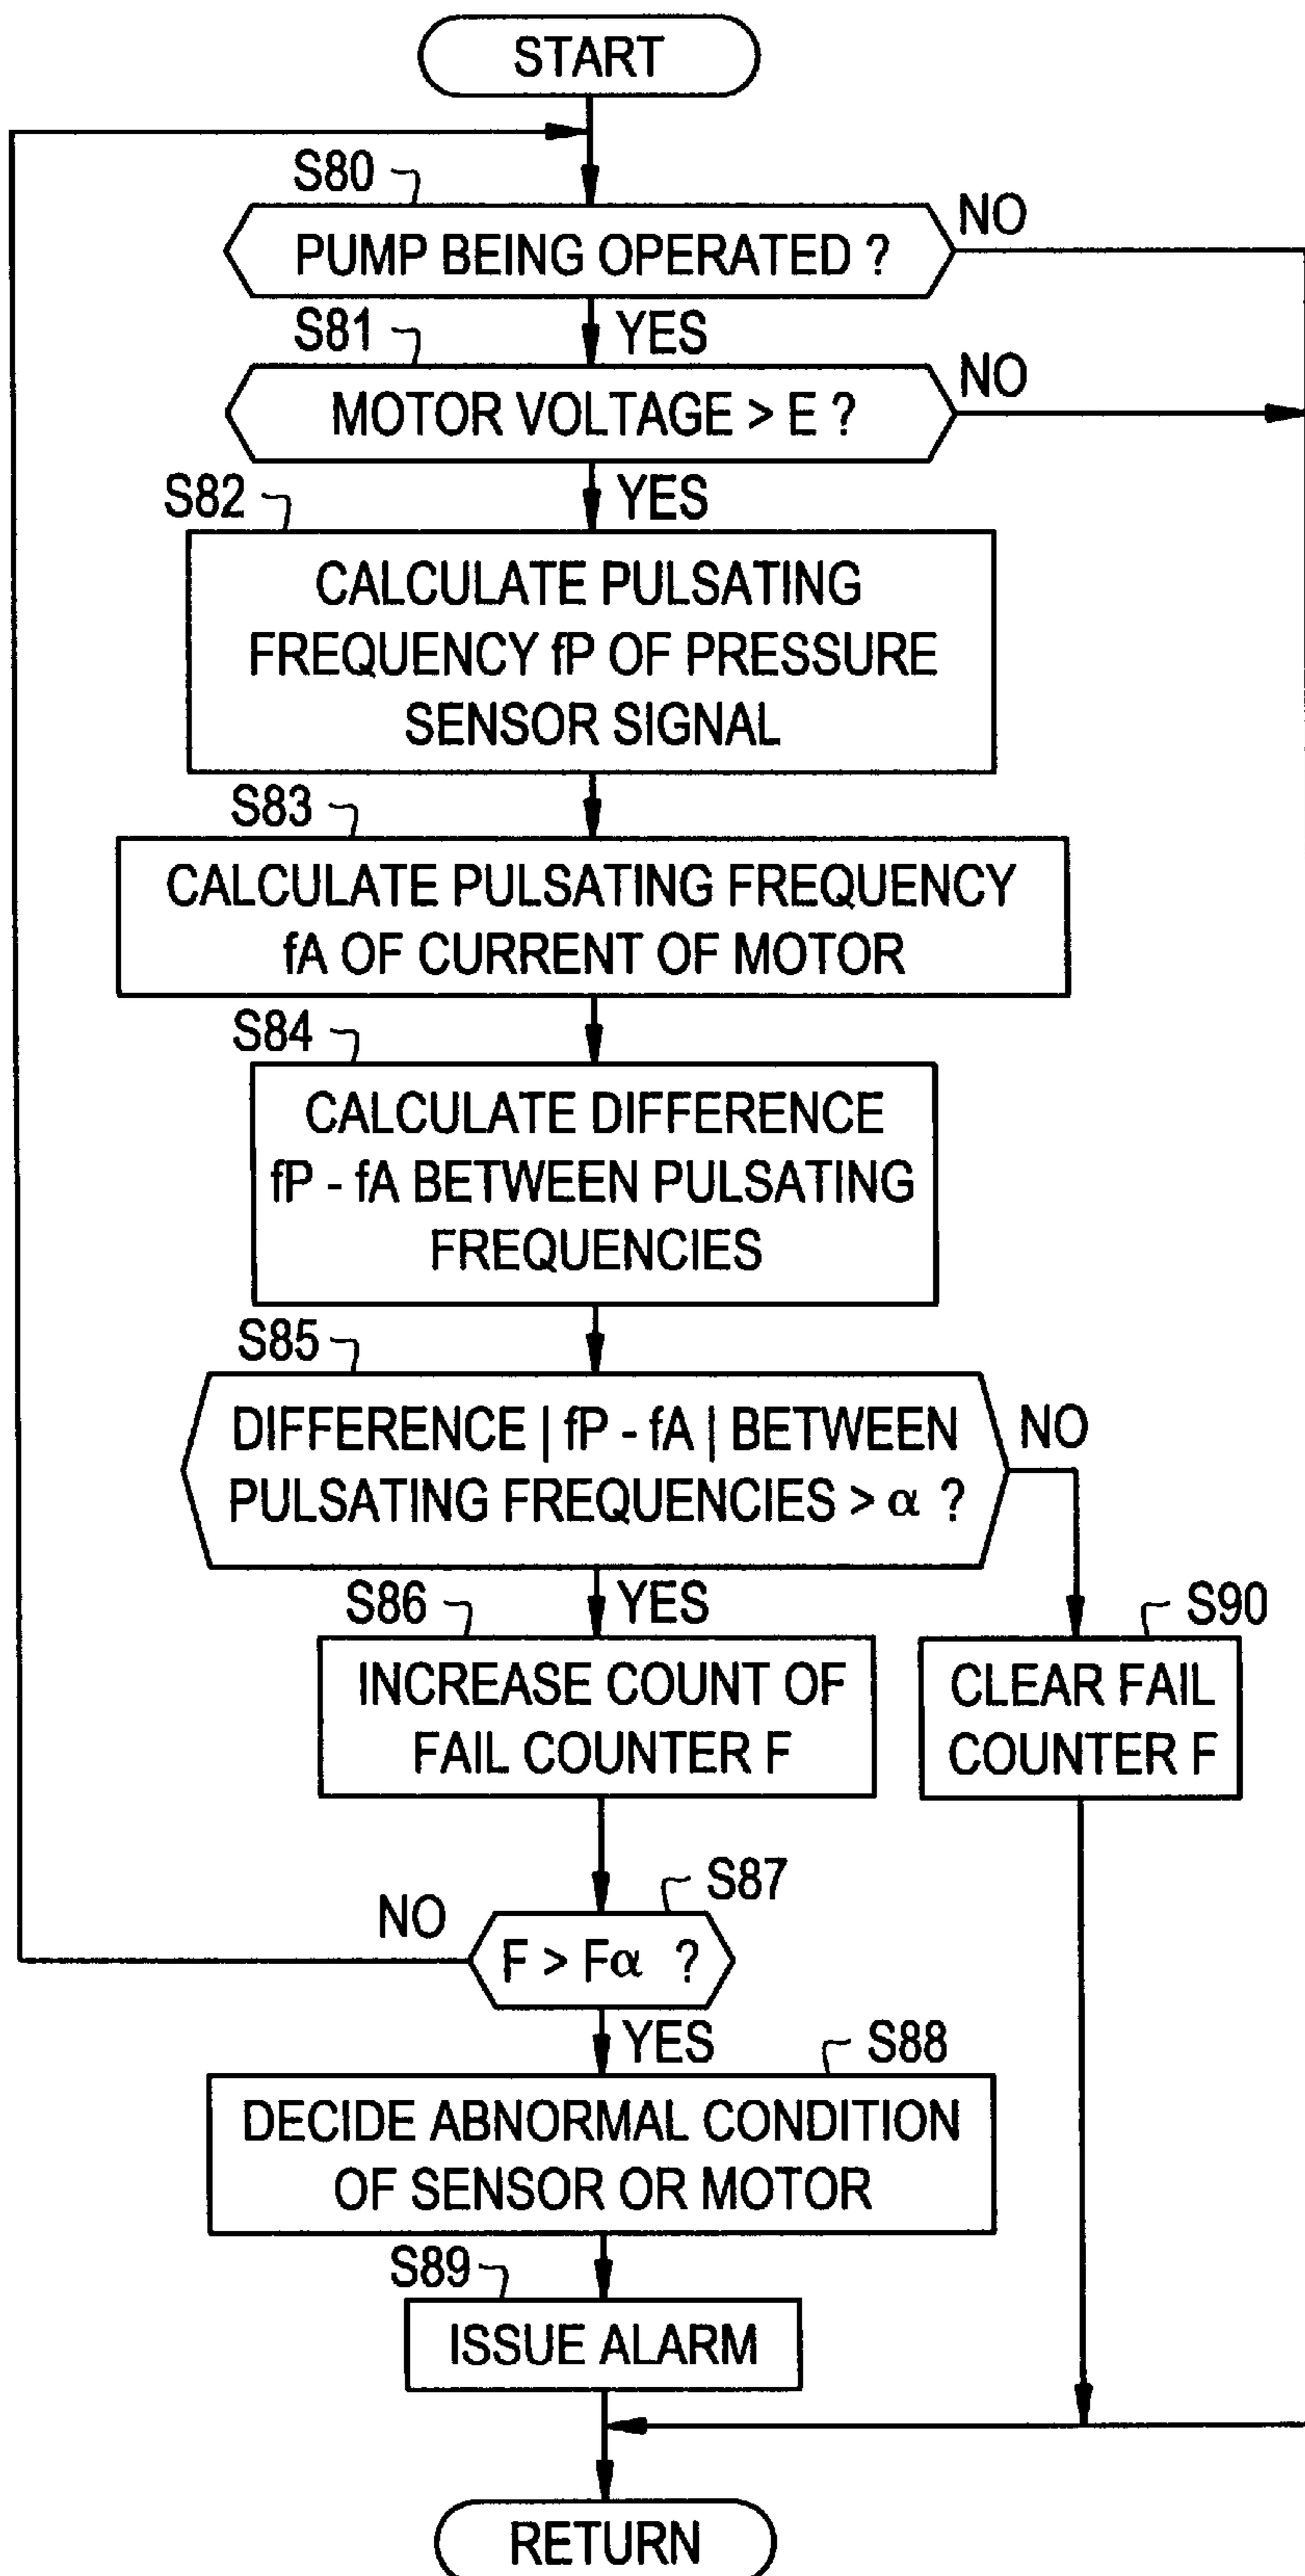 START
S80
PUMP BEING OPERATED ?
NO
YES
S81
MOTOR VOLTAGE > E ?
NO
YES
S82
CALCULATE PULSATING
FREQUENCY fP OF PRESSURE
SENSOR SIGNAL
S83
CALCULATE PULSATING FREQUENCY
fA OF CURRENT OF MOTOR
S84
CALCULATE DIFFERENCE
fP - fA BETWEEN PULSATING
FREQUENCIES
S85
DIFFERENCE | fP - fA | BETWEEN
PULSATING FREQUENCIES > α ?
NO
YES
S86
INCREASE COUNT OF
FAIL COUNTER F
S90
CLEAR FAIL
COUNTER F
S87
F > Fα ?
NO
YES
S88
DECIDE ABNORMAL CONDITION
OF SENSOR OR MOTOR
S89
ISSUE ALARM
RETURN